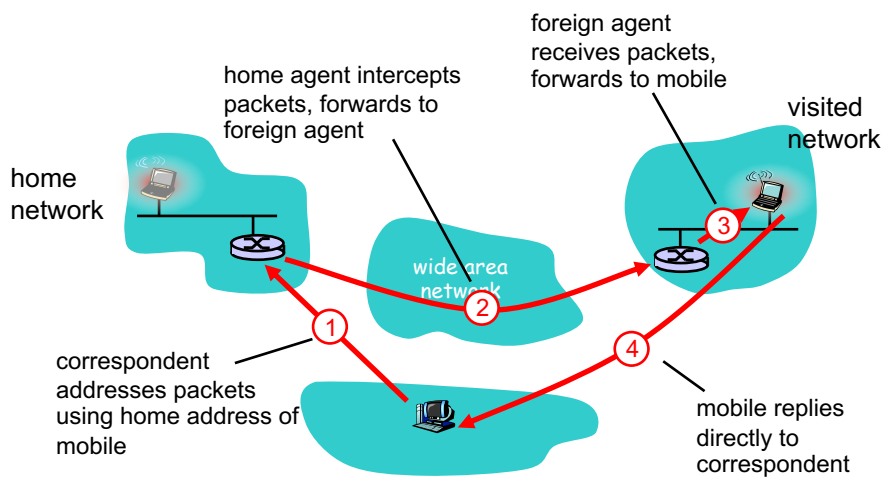 foreign agent
receives packets,
forwards to mobile
home agent intercepts
packets, forwards to
foreign agent
visited
network
home
network
3
wide area
network
2
1
4
correspondent
addresses packets
using home address of
mobile
mobile replies
directly to
correspondent